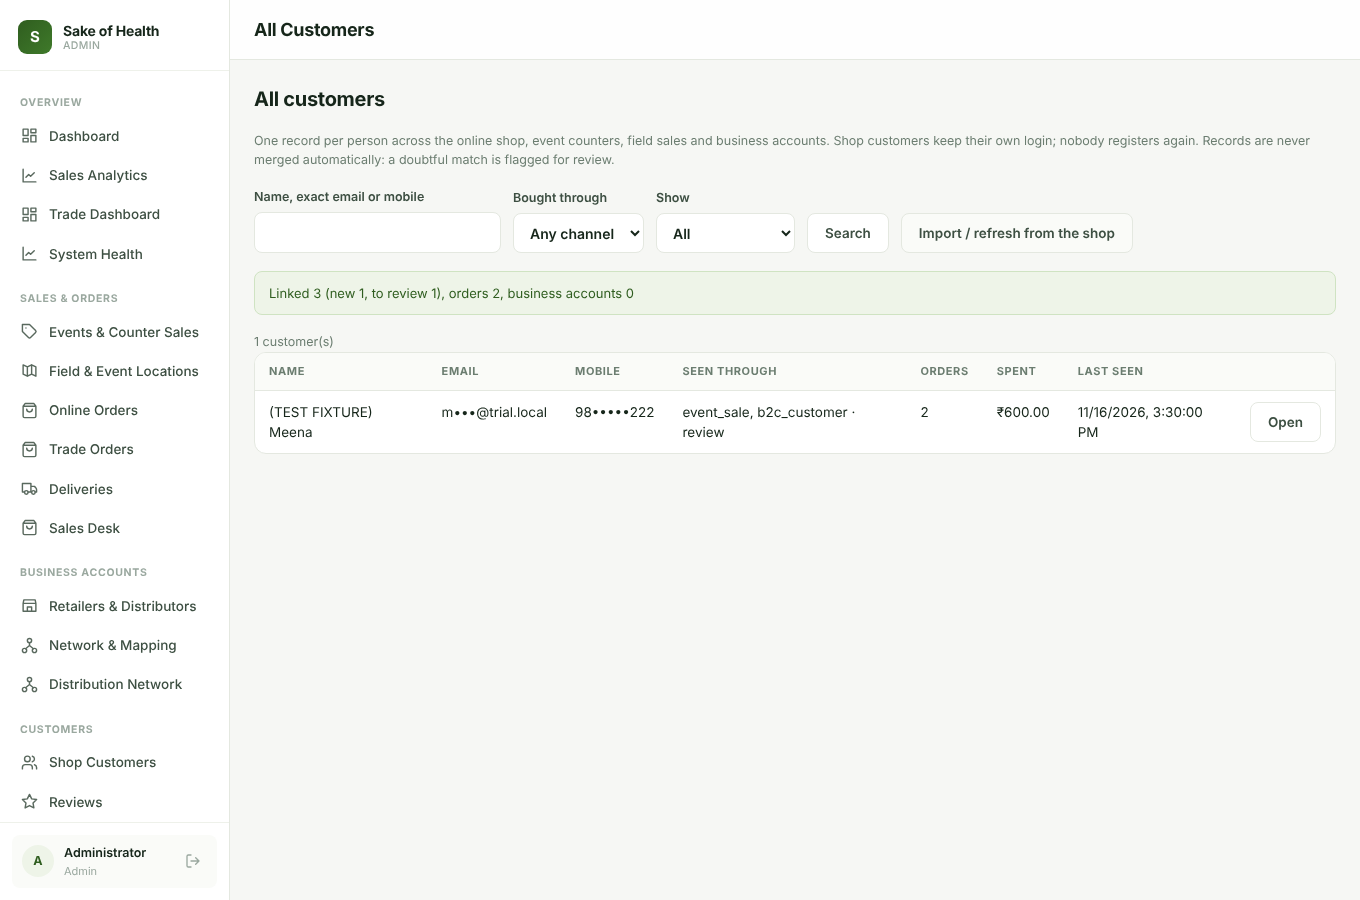 S
Sake of Health
ADMIN
OVERVIEW
Dashboard
Sales Analytics
Trade Dashboard
System Health
SALES & ORDERS
Events & Counter Sales
Field & Event Locations
Online Orders
Trade Orders
Deliveries
Sales Desk
BUSINESS ACCOUNTS
Retailers & Distributors
Network & Mapping
Distribution Network
CUSTOMERS
Shop Customers
Reviews
A
Administrator
Admin
All Customers
All customers
One record per person across the online shop, event counters, field sales and business accounts. Shop customers keep their own login; nobody registers again. Records are never
merged automatically: a doubtful match is flagged for review.
Name, exact email or mobile
Bought through
Show
Any channel
All
Search
Import / refresh from the shop
Linked 3 (new 1, to review 1), orders 2, business accounts 0
1 customer(s)
NAME EMAIL MOBILE SEEN THROUGH ORDERS SPENT LAST SEEN
(TEST FIXTURE) m•••@trial.local 98•••••222 event_sale, b2c_customer · 2 ₹600.00 11/16/2026, 3:30:00
Meena review PM
Open